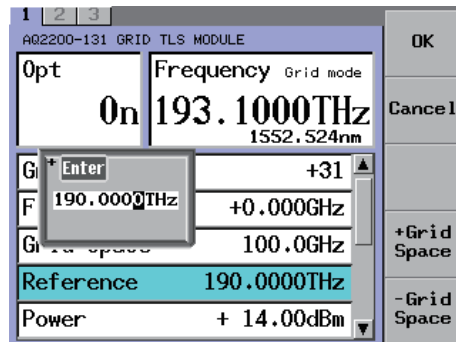 1 2 3
AQ2200-131 GRID TLS MODULE
Opt
On
Frequency Grid mode
193.1000THz
1552.524nm
+31
+0.000GHz
100.0GHz
Reference 190.0000THz
Power + 14.00dBm
+ Enter
190.0000THz
OK
Cancel
+Grid
Space
-Grid
Space